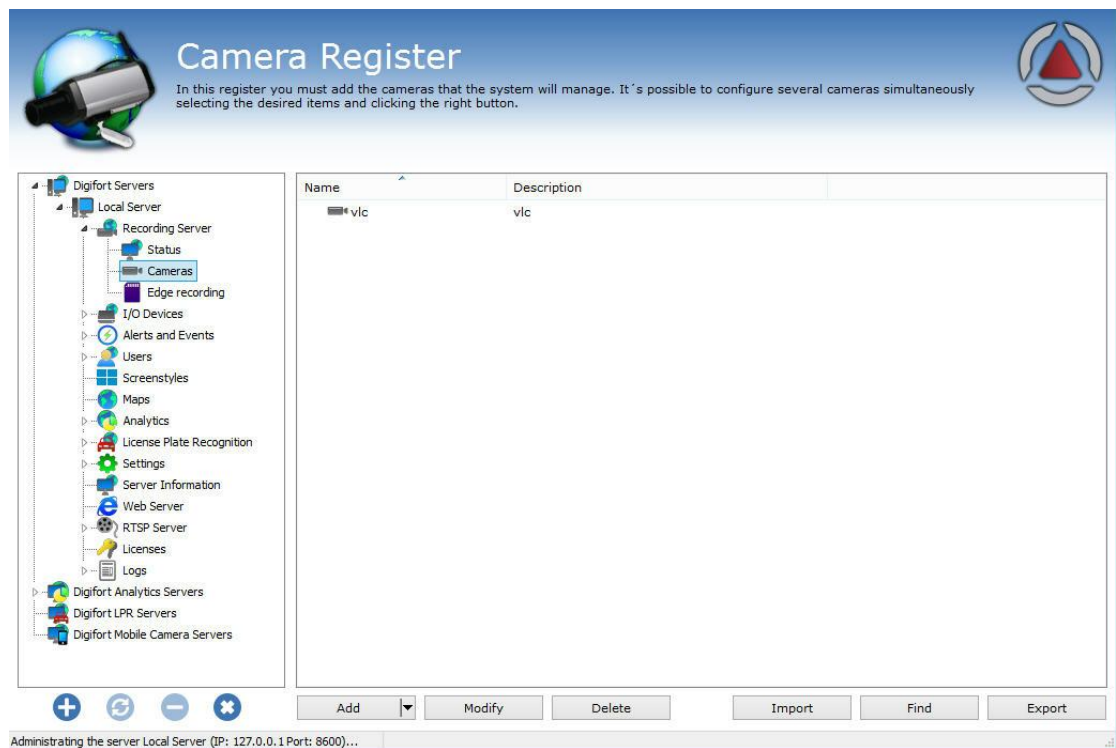 Camera Register
In this register you must add the cameras that the system will manage. It´s possible to configure several cameras simultaneously
selecting the desired items and clicking the right button.
Digifort Servers
Local Server
Recording Server
Status
Cameras
Edge recording
I/O Devices
Alerts and Events
Users
Screenstyles
Maps
Analytics
License Plate Recognition
Settings
Server Information
Web Server
RTSP Server
Licenses
Logs
Digifort Analytics Servers
Digifort LPR Servers
Digifort Mobile Camera Servers
Name Description
vlc vlc
Add Modify Delete Import Find Export
Administrating the server Local Server (IP: 127.0.0.1 Port: 8600)...